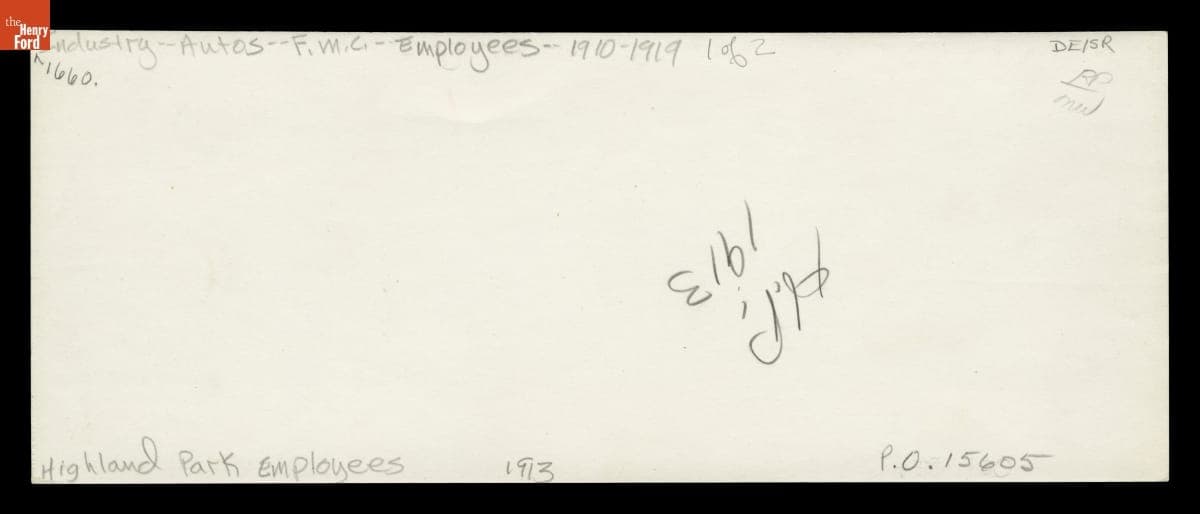 the Henry Ford
Industry--Autos--F.M.C.--Employees--1910-1919 1 of 2
DE/SR
1660.
neg
1913
H.P.
Highland Park Employees 1913 P.O.15605